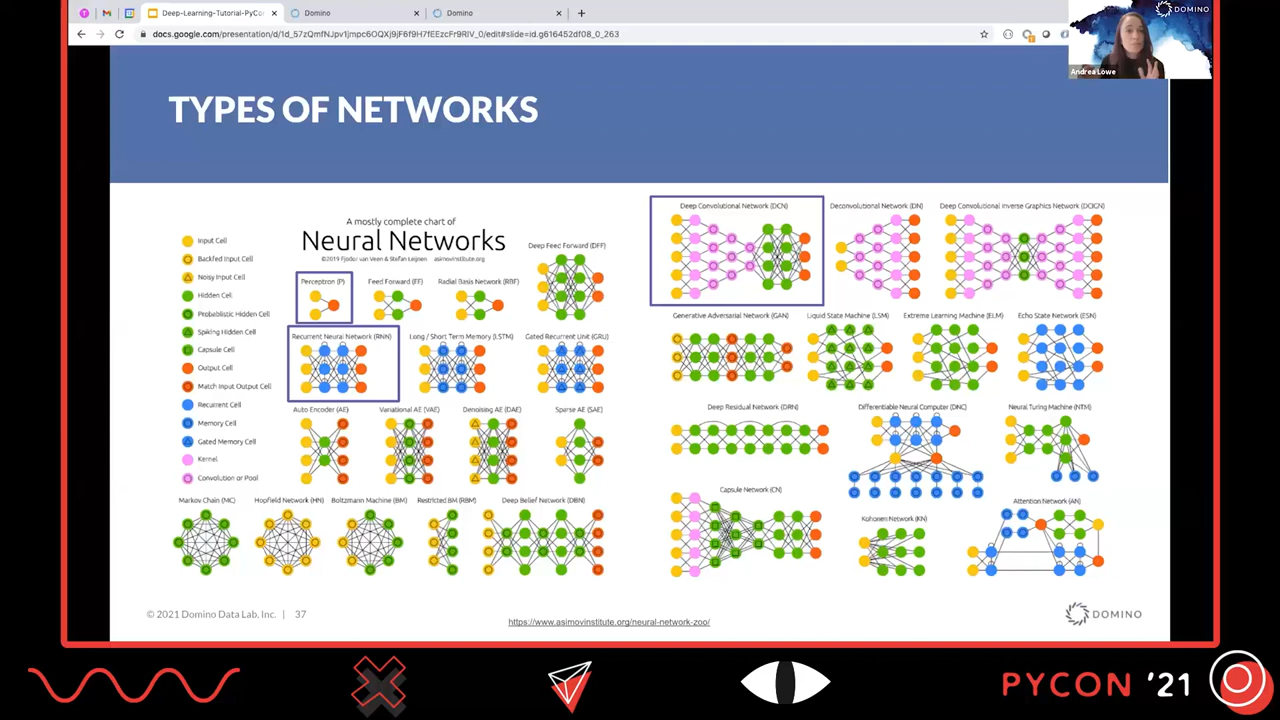 Deep-Learning-Tutorial-PyCon
Domino
Domino
docs.google.com/presentation/d/1d_57zQmfNJpv1jmpc6OQXj9jF6f9H7fEEzcFr9RlV_0/edit#slide=id.g616452df08_0_263
DOMINO
Andrea Lowe
TYPES OF NETWORKS
A mostly complete chart of
Neural Networks
©2019 Fjodor van Veen & Stefan Leijnen asimovinstitute.org
Input Cell
Backfed Input Cell
Noisy Input Cell
Hidden Cell
Probablistic Hidden Cell
Spiking Hidden Cell
Capsule Cell
Output Cell
Match Input Output Cell
Recurrent Cell
Memory Cell
Gated Memory Cell
Kernel
Convolution or Pool
Deep Feed Forward (DFF)
Perceptron (P)
Feed Forward (FF)
Radial Basis Network (RBF)
Recurrent Neural Network (RNN)
Long / Short Term Memory (LSTM)
Gated Recurrent Unit (GRU)
Auto Encoder (AE)
Variational AE (VAE)
Denoising AE (DAE)
Sparse AE (SAE)
Markov Chain (MC)
Hopfield Network (HN)
Boltzmann Machine (BM)
Restricted BM (RBM)
Deep Belief Network (DBN)
Deep Convolutional Network (DCN)
Deconvolutional Network (DN)
Deep Convolutional Inverse Graphics Network (DCIGN)
Generative Adversarial Network (GAN)
Liquid State Machine (LSM)
Extreme Learning Machine (ELM)
Echo State Network (ESN)
Deep Residual Network (DRN)
Differentiable Neural Computer (DNC)
Neural Turing Machine (NTM)
Capsule Network (CN)
Kohonen Network (KN)
Attention Network (AN)
© 2021 Domino Data Lab, Inc. | 37
https://www.asimovinstitute.org/neural-network-zoo/
DOMINO
PYCON '21